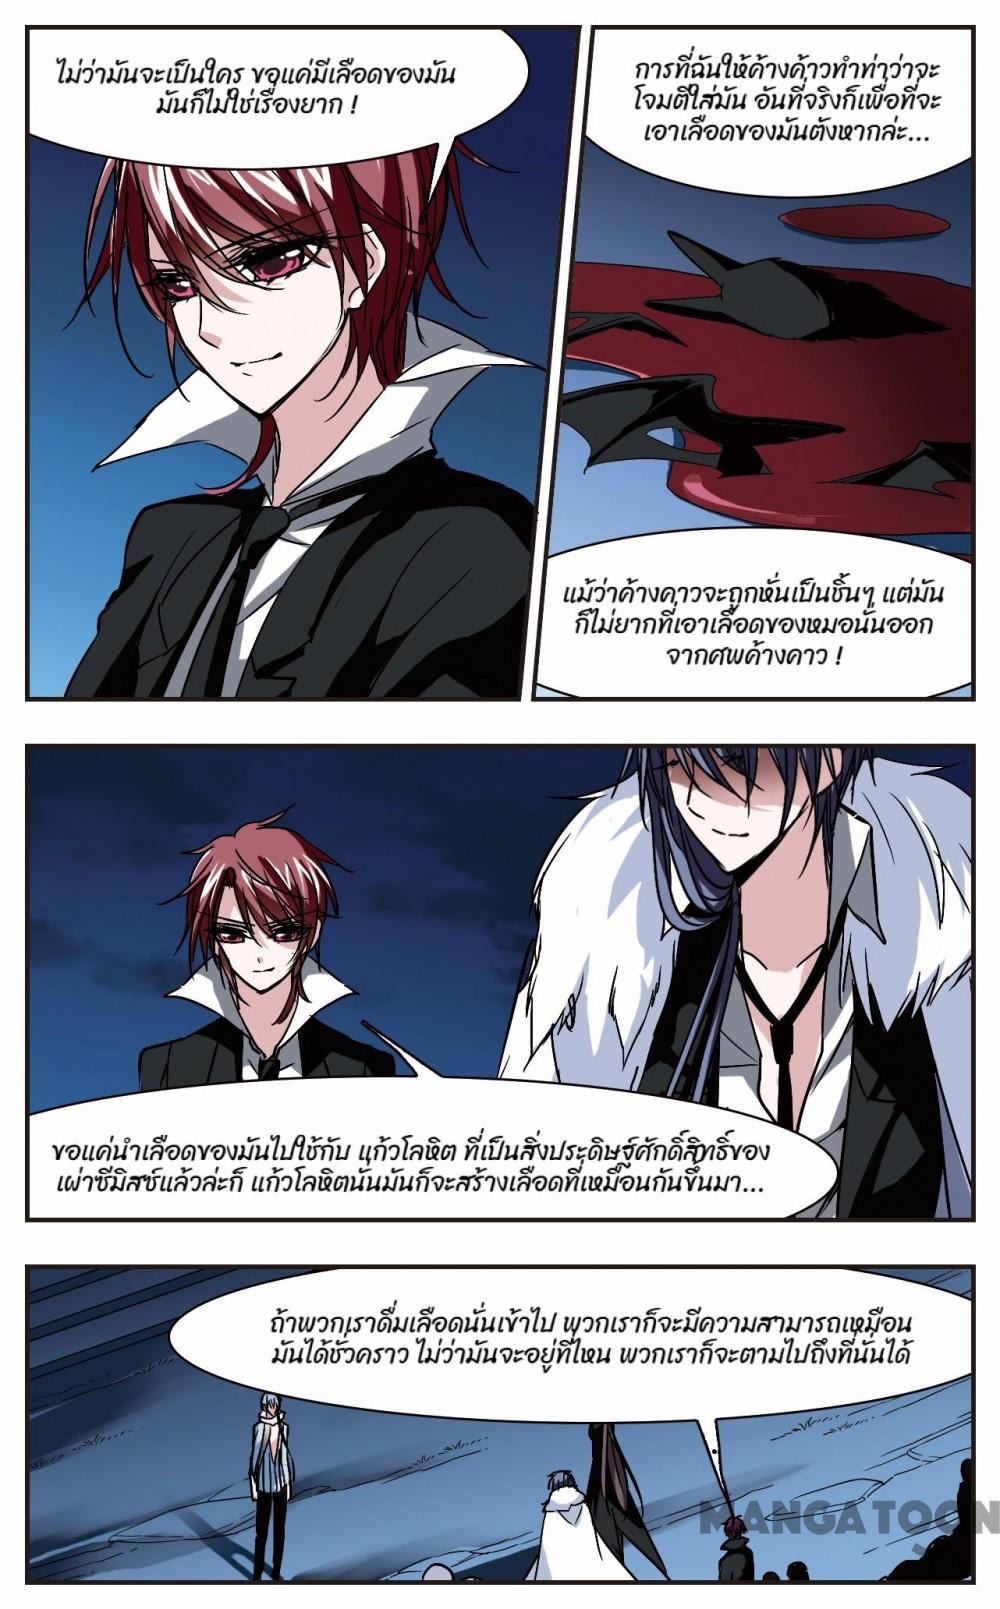 ไม่ว่ามันจะเป็นใคร ขอแค่มีเลือดของมัน
มันก็ไม่ใช่เรื่องยาก !
การที่ฉันให้ค้างค้าวทำท่าว่าจะ
โจมตีใส่มัน อันที่จริงก็เพื่อที่จะ
เอาเลือดของมันตังหากล่ะ...
แม้ว่าค้างคาวจะถูกหั่นเป็นชิ้นๆ แต่มัน
ก็ไม่ยากที่เอาเลือดของหมอนั่นออก
จากศพค้างคาว !
ขอแค่นำเลือดของมันไปใช้กับ แก้วโลหิต ที่เป็นสิ่งประดิษฐ์ศักดิ์สิทธิ์ของ
เผ่าซีมิสซ์แล้วล่ะก็ แก้วโลหิตนั่นมันก็จะสร้างเลือดที่เหมือนกันขึ้นมา...
ถ้าพวกเราดื่มเลือดนั่นเข้าไป พวกเราก็จะมีความสามารถเหมือน
มันได้ชั่วคราว ไม่ว่ามันจะอยู่ที่ไหน พวกเราก็จะตามไปถึงที่นั่นได้
MANGATOON